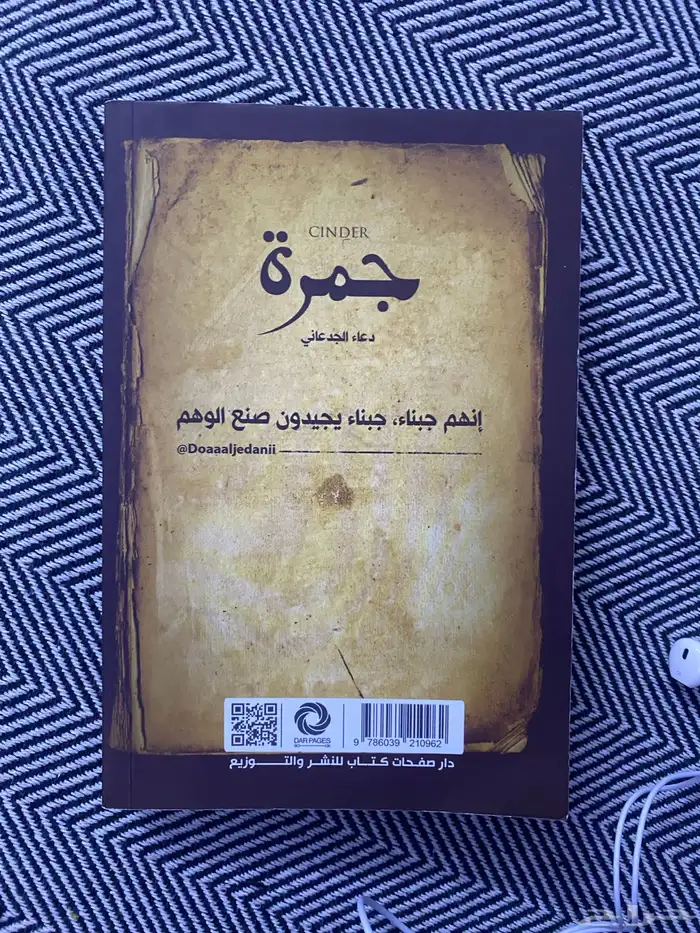 CINDER
جمرة
دعاء الجدعاني
إنهم جبناء، جبناء يجيدون صنع الوهم
@Doaaaljedanii
DAR PAGES
9 786039 210962
دار صفحات كتاب للنشر والتوزيع
حراج